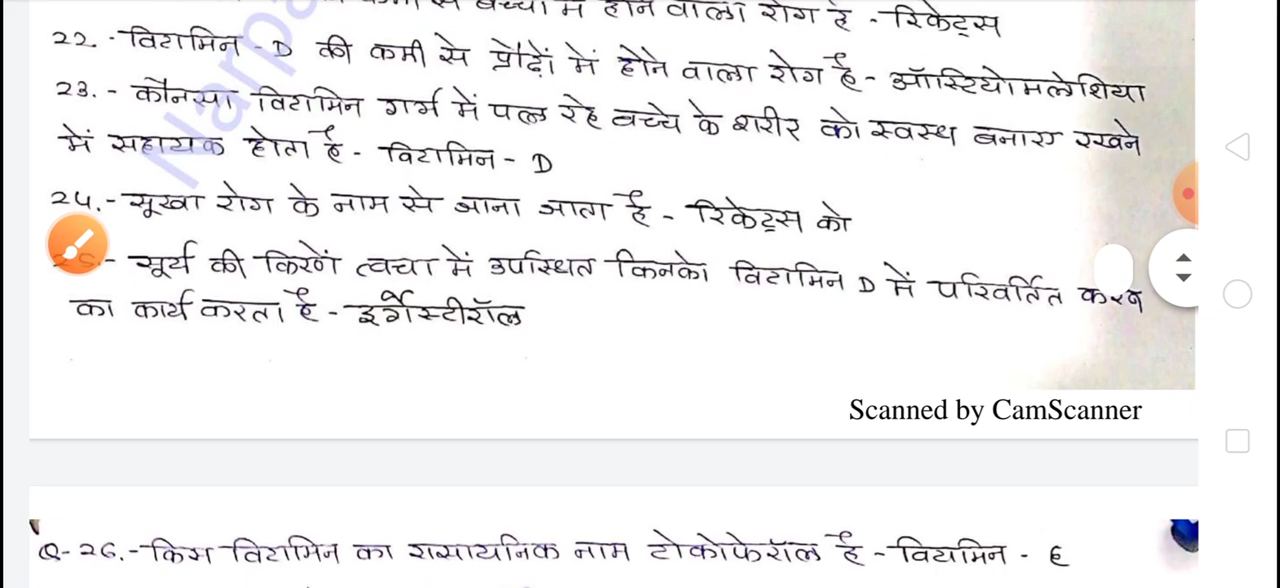 बच्चों में होने वाला रोग है - रिकेट्स
22. - विटामिन - D की कमी से प्रौढ़ों में होने वाला रोग है - ऑस्टियोमलेशिया
23. - कौनसा विटामिन गर्भ में पल रहे बच्चे के शरीर को स्वस्थ बनाए रखने
में सहायक होता है - विटामिन - D
24. - सूखा रोग के नाम से जाना जाता है - रिकेट्स को
25. - सूर्य की किरणें त्वचा में उपस्थित किनको विटामिन D में परिवर्तित करने
का कार्य करता है - इर्गेस्टीरॉल
Scanned by CamScanner
Q- 26. - किस विटामिन का रासायनिक नाम टोकोफेरॉल है - विटामिन - E